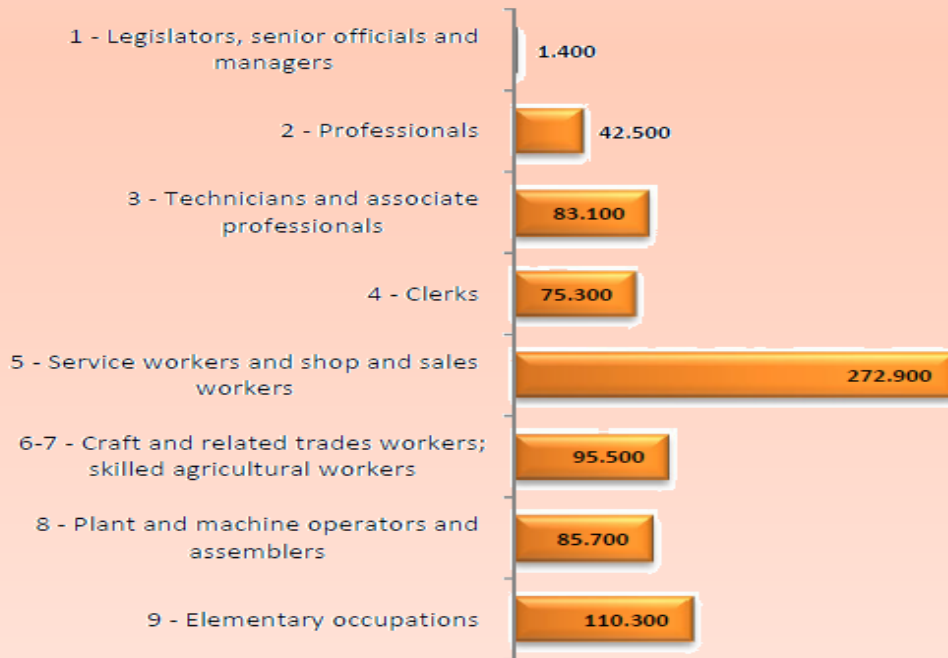 1 - Legislators, senior officials and
managers
1.400
2 - Professionals
42.500
3 - Technicians and associate
professionals
83.100
4 - Clerks
75.300
5 - Service workers and shop and sales
workers
272.900
6-7 - Craft and related trades workers;
skilled agricultural workers
95.500
8 - Plant and machine operators and
assemblers
85.700
9 - Elementary occupations
110.300